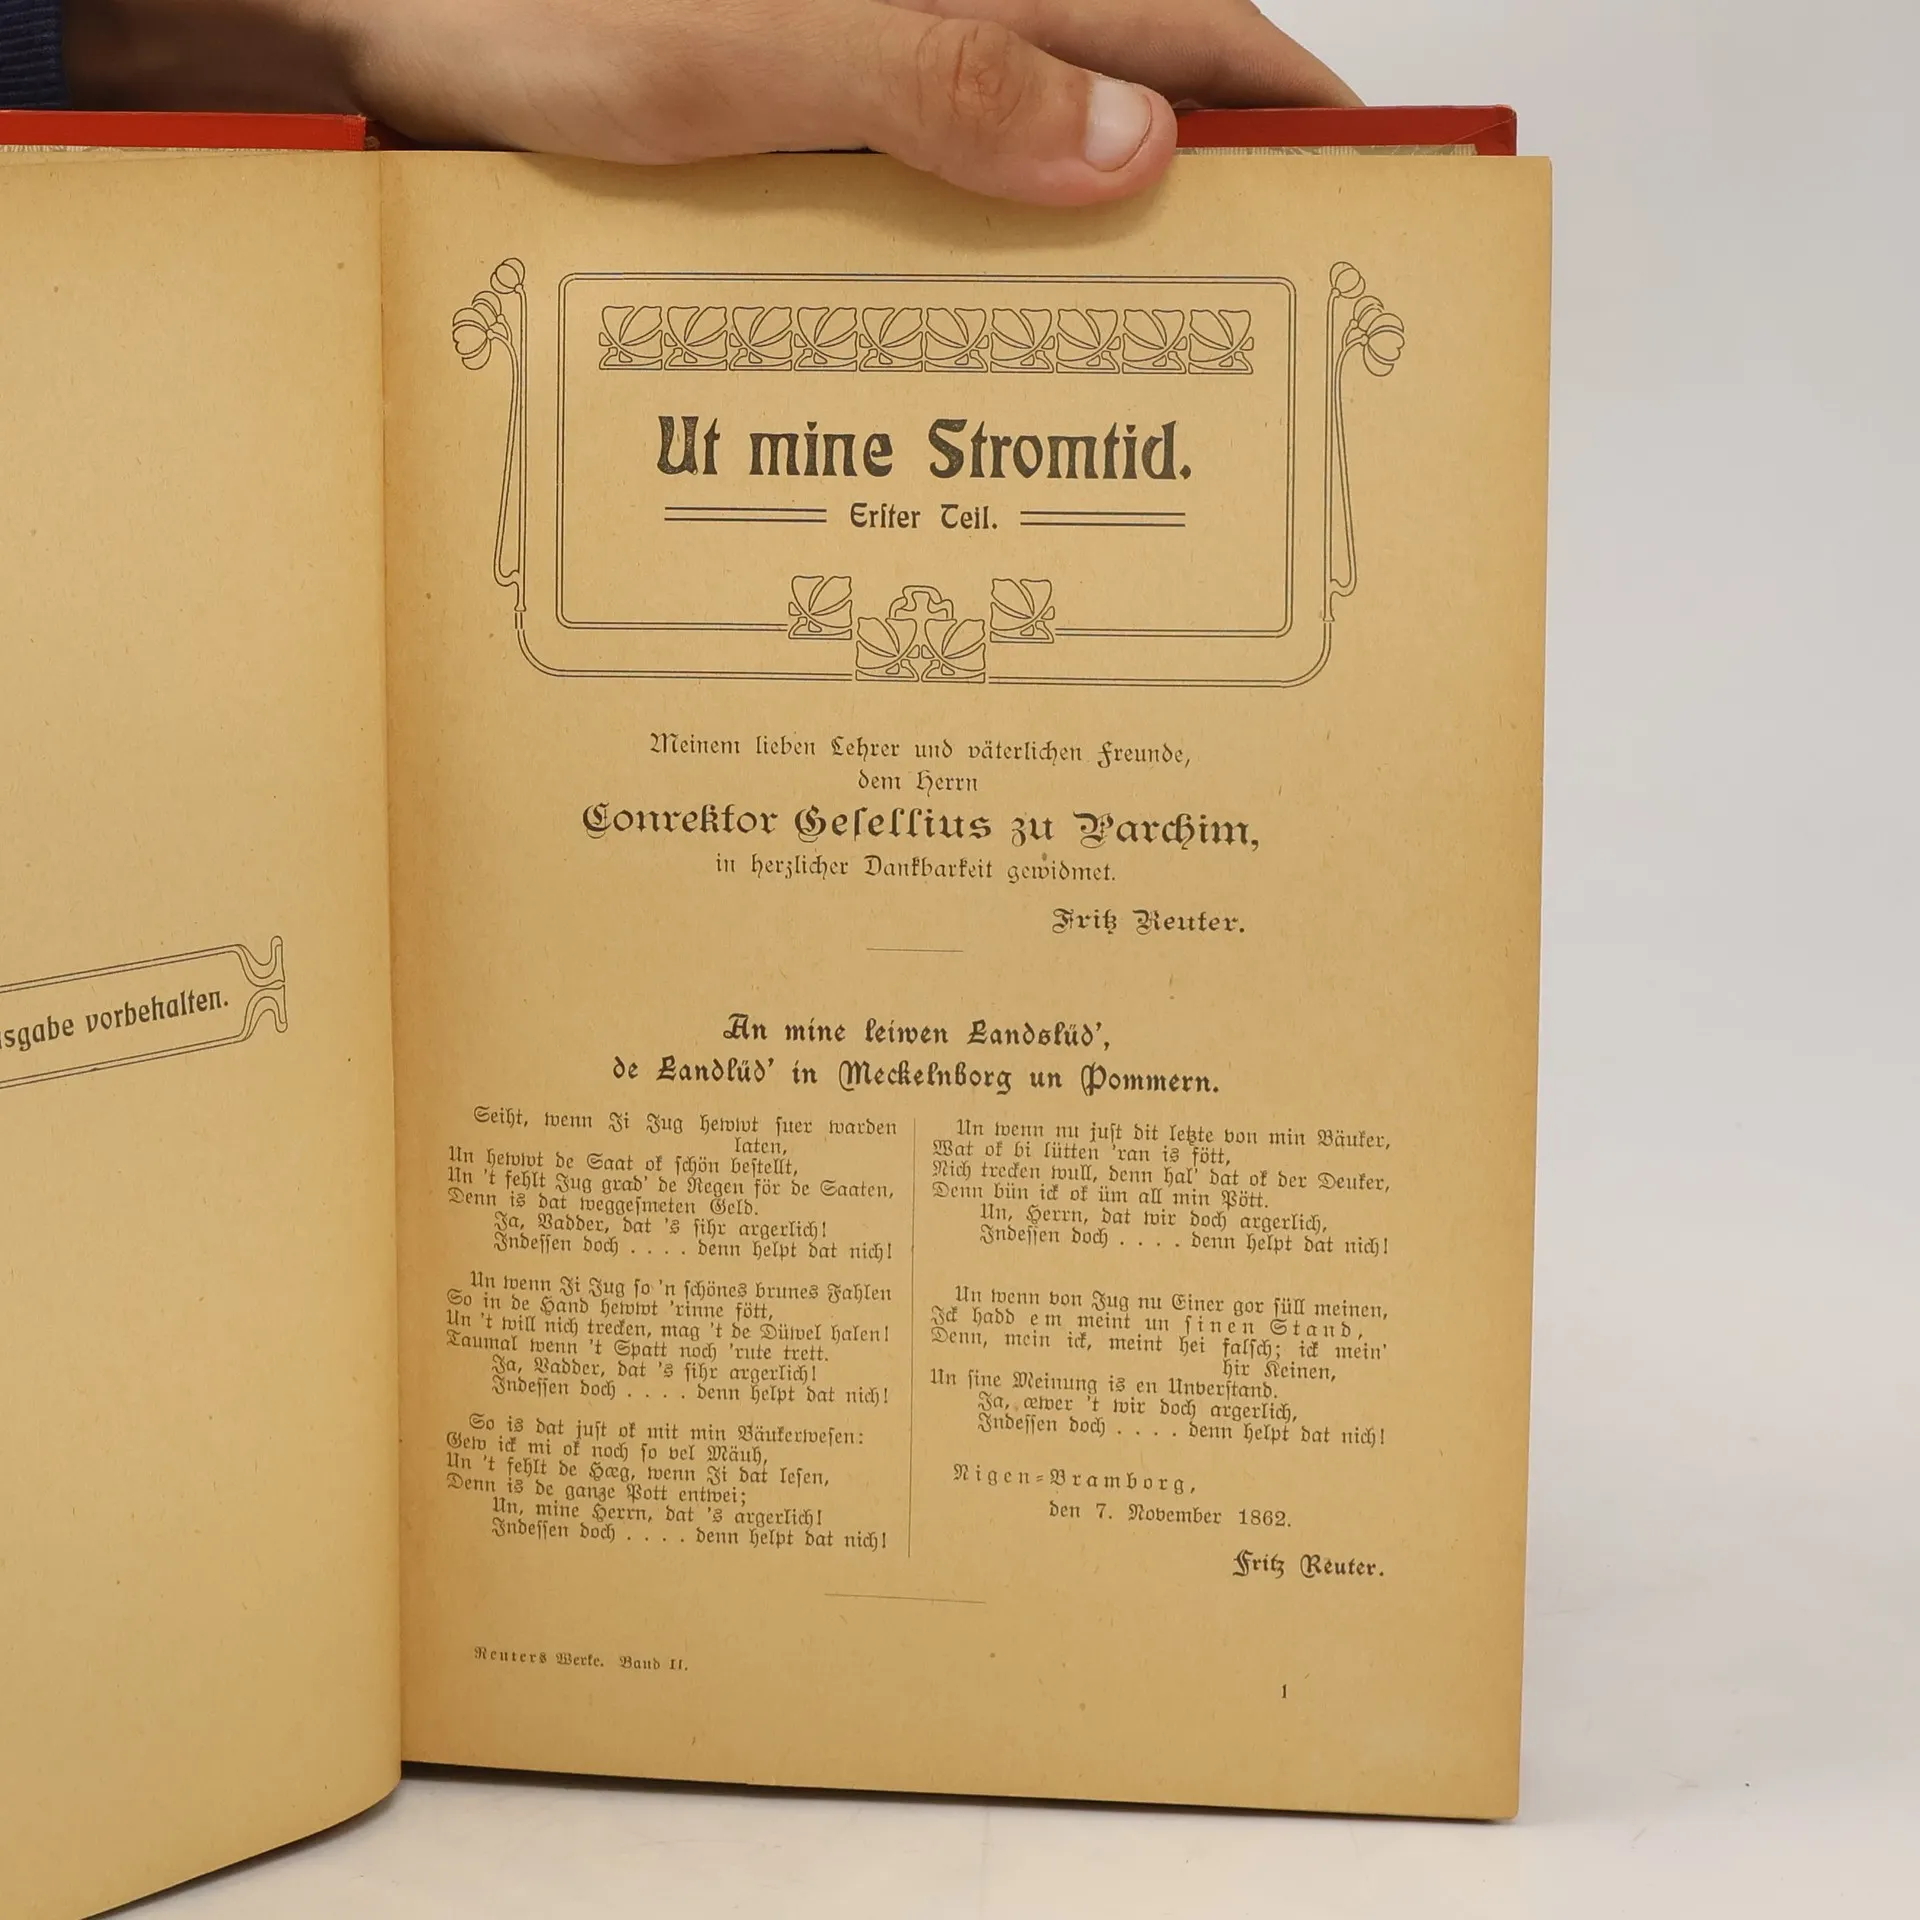 sgabe vorbehalten.
Ut mine Stromtid.
Erſter Teil.
Meinem lieben Lehrer und väterlichen Freunde,
dem Herrn
Conrektor Geſellius zu Parchim,
in herzlicher Dankbarkeit gewidmet.
Fritz Reuter.
An mine leiwen Landslüd',
de Landlüd' in Meckelnborg un Pommern.
Seiht, wenn Ji Jug hewwt ſuer warden
laten,
Un hewwt de Saat ok ſchön beſtellt,
Un 't fehlt Jug grad' de Regen för de Saaten,
Denn is dat weggeſmeten Geld.
Ja, Vadder, dat 's ſihr argerlich!
Indeſſen doch . . . . denn helpt dat nich!
Un wenn Ji Jug ſo 'n ſchönes brunes Fahlen
So in de Hand hewwt 'rinne fött,
Un 't will nich trecken, mag 't de Düwel halen!
Taumal wenn 't Spatt noch 'rute trett.
Ja, Vadder, dat 's ſihr argerlich!
Indeſſen doch . . . . denn helpt dat nich!
So is dat juſt ok mit min Bäukerweſen:
Gew ick mi ok noch ſo vel Mäuh,
Un 't fehlt de Hæg, wenn Ji dat leſen,
Denn is de ganze Pott entwei;
Un, mine Herrn, dat 's argerlich!
Indeſſen doch . . . . denn helpt dat nich!
Un wenn nu juſt dit letzte von min Bäuker,
Wat ok bi lütten 'ran is fött,
Nich trecken wull, denn hal' dat ok der Deuker,
Denn bün ick ok üm all min Pött.
Un, Herrn, dat wir doch argerlich,
Indeſſen doch . . . . denn helpt dat nich!
Un wenn von Jug nu Einer gor ſüll meinen,
Ick hadd em meint un ſinen Stand,
Denn, mein ick, meint hei falſch; ick mein'
hir Keinen,
Un ſine Meinung is en Unverſtand.
Ja, æwer 't wir doch argerlich,
Indeſſen doch . . . . denn helpt dat nich!
Nigen-Bramborg,
den 7. November 1862.
Fritz Reuter.
Reuters Werke. Band II.
1